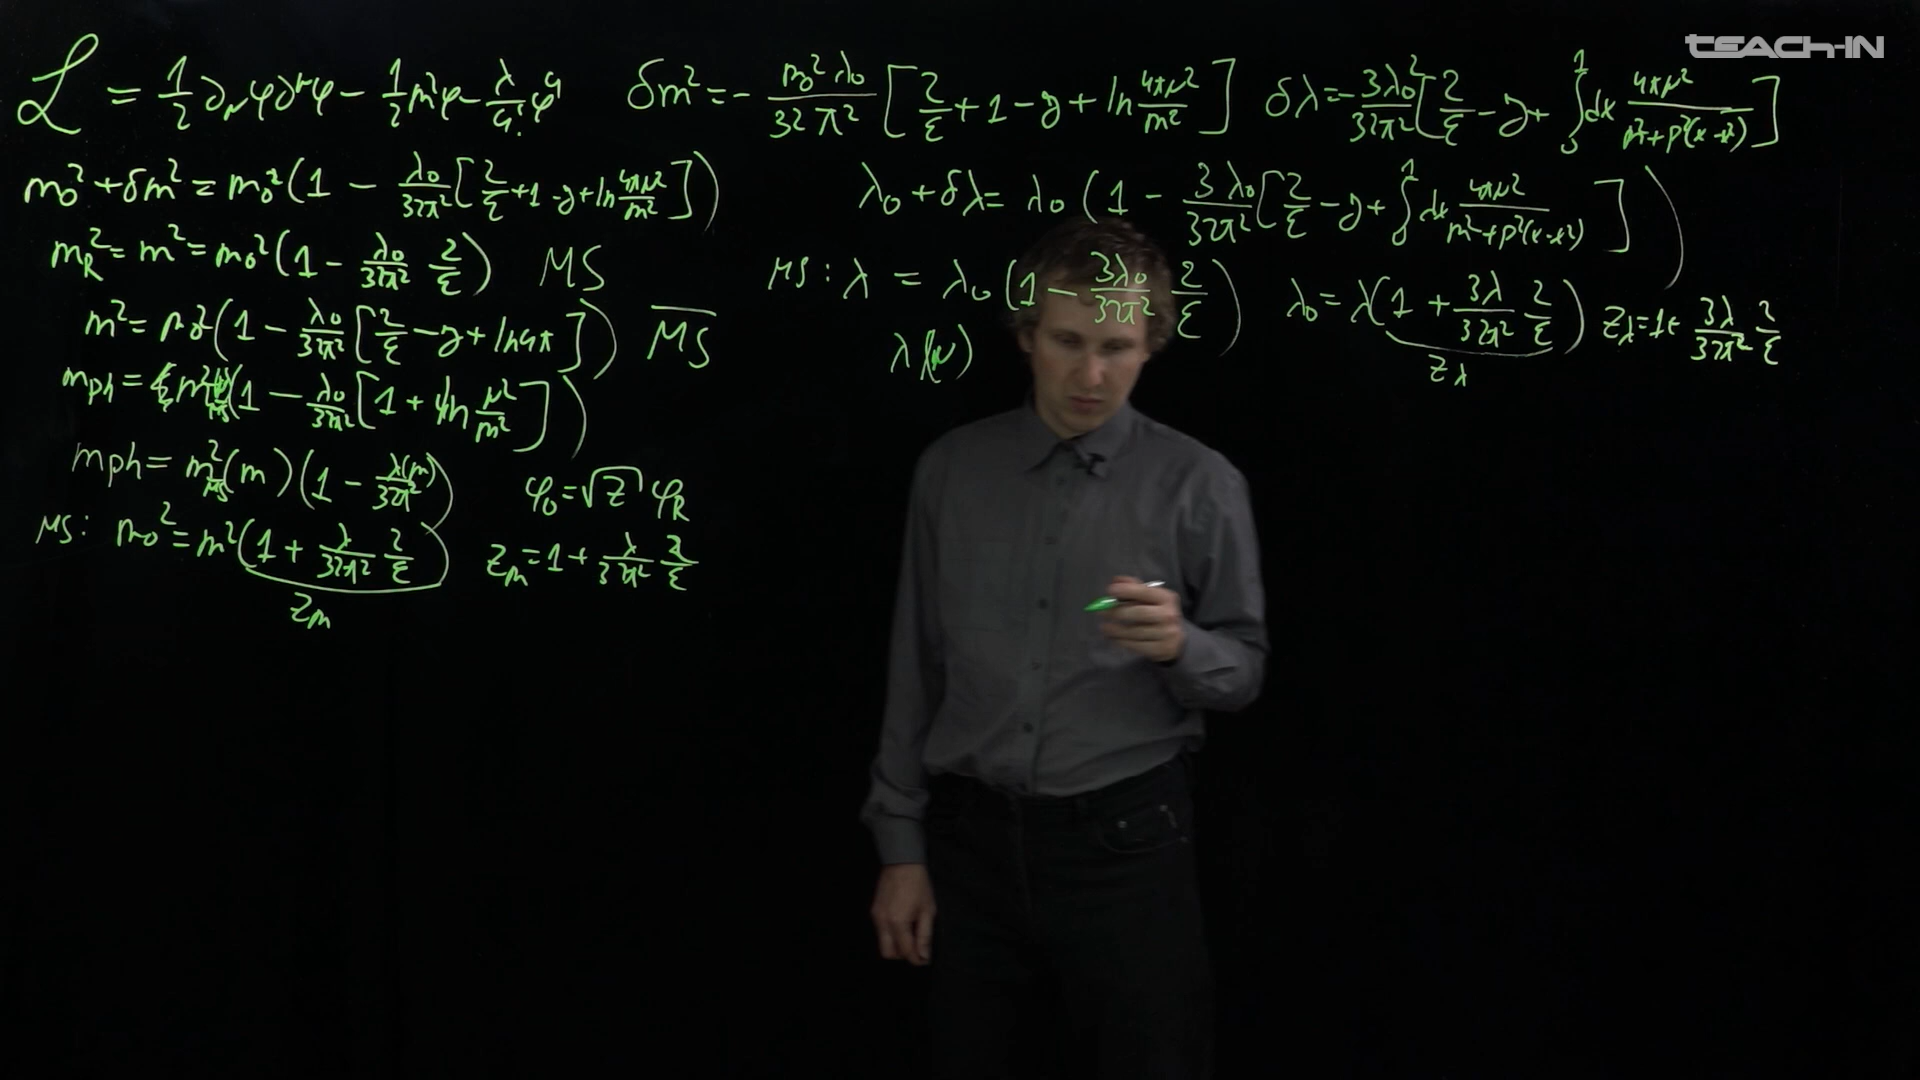 TEACH-IN
ℒ = 1/2 ∂_μφ∂^μφ − 1/2 m²φ − λ/4! φ⁴
δm² = − m₀²λ₀/32π² [2/ε + 1 − γ + ln 4πμ²/m²]
δλ = − 3λ₀²/32π² [2/ε − γ + ∫₀¹ dx 4πμ²/m²+p²(x−x²)]
m₀² + δm² = m₀² (1 − λ₀/32π² [2/ε + 1 − γ + ln 4πμ²/m²])
λ₀ + δλ = λ₀ (1 − 3λ₀/32π² [2/ε − γ + ∫₀¹ dx 4πμ²/m²+p²(x−x²)])
m_R² = m² = m₀² (1 − λ₀/32π² 2/ε) MS
MS: λ = λ₀ (1 − 3λ₀/32π² 2/ε)
λ₀ = λ(1 + 3λ/32π² 2/ε)
Z_λ
Z_λ = 1 + 3λ/32π² 2/ε
λ(μ)
m² = m₀² (1 − λ₀/32π² [2/ε − γ + ln 4π]) M̅S̅
mph = m²_MS (1 − λ₀/32π² [1 + ln μ²/m²])
mph = m²_MS (m) (1 − λ(m)/32π²)
φ₀ = √Z φ_R
MS: m₀² = m² (1 + λ/32π² 2/ε)
Z_m
Z_m = 1 + λ/32π² 2/ε